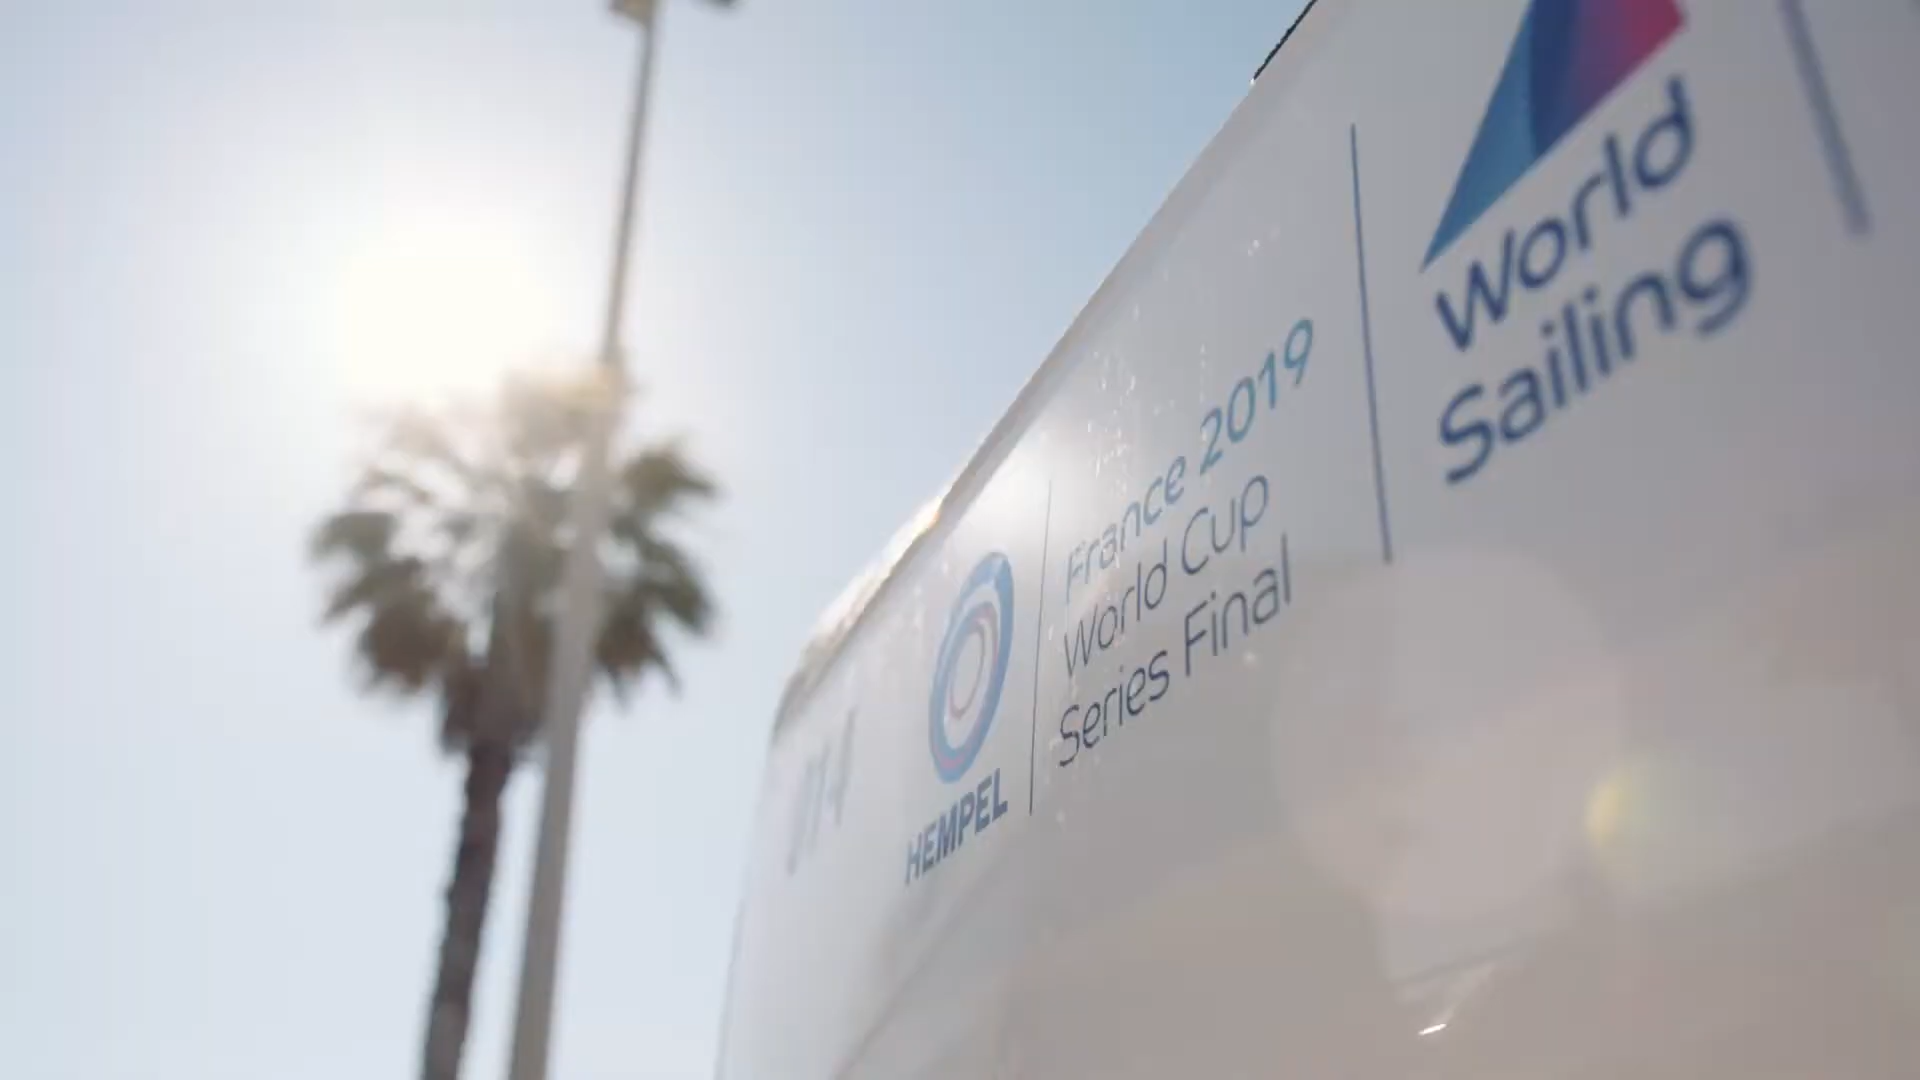 HEMPEL
France 2019
World Cup
Series Final
World
Sailing